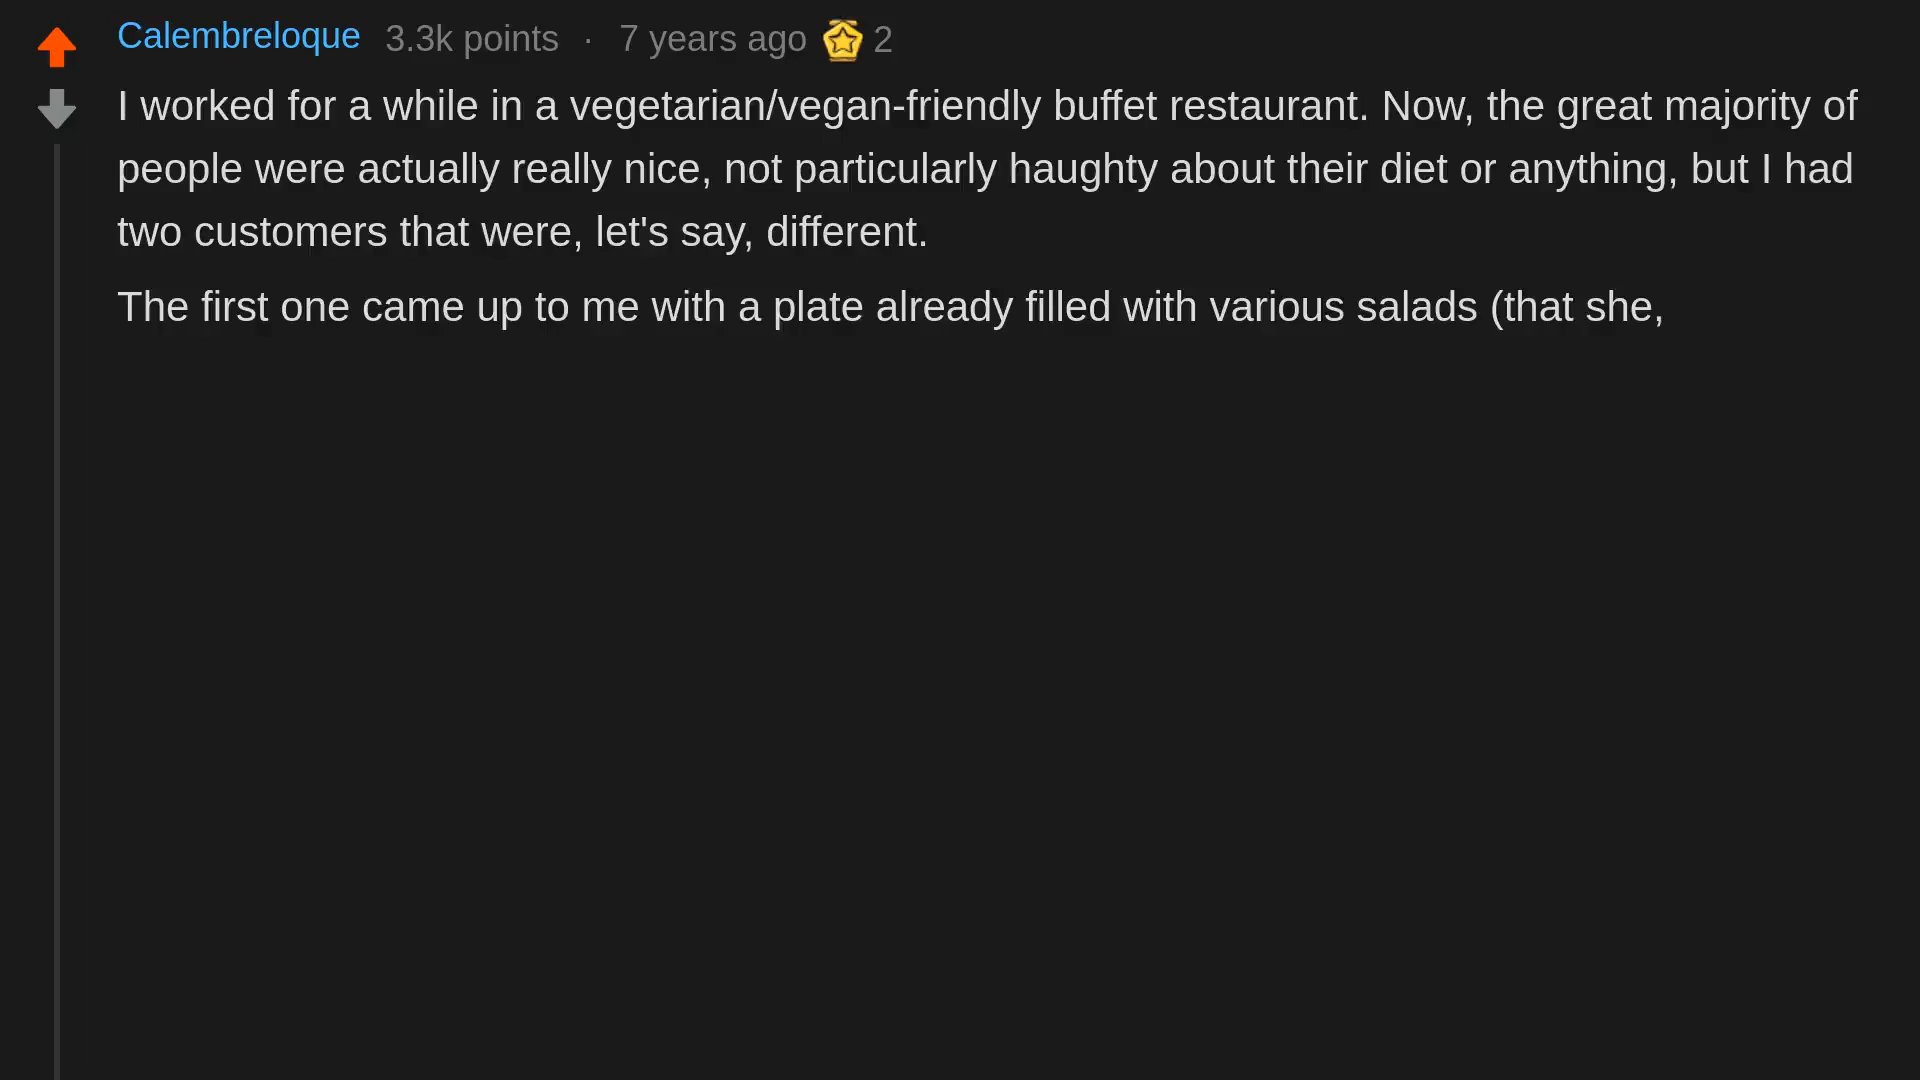 Calembreloque 3.3k points · 7 years ago 2
I worked for a while in a vegetarian/vegan-friendly buffet restaurant. Now, the great majority of
people were actually really nice, not particularly haughty about their diet or anything, but I had
two customers that were, let's say, different.
The first one came up to me with a plate already filled with various salads (that she,